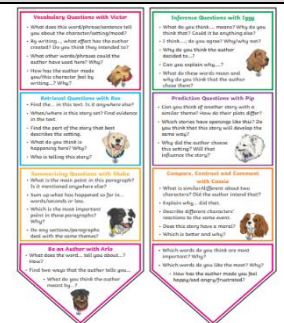 Vocabulary Questions with Victor
• What does this word/phrase/sentence tell
you about the character/setting/mood?
• By writing..., what effect has the author
created? Do you think they intended to?
• What other words/phrases could the
author have used here? Why?
• How has the author made
you/this character feel by
writing...? Why?
Retrieval Questions with Rex
• Find the... in this text. Is it anywhere else?
• When/where is this story set? Find evidence
in the text.
• Find the part of the story that best
describes the setting.
• What do you think is
happening here? Why?
• Who is telling this story?
Summarising Questions with Sheba
• What is the main point in this paragraph?
Is it mentioned anywhere else?
• Sum up what has happened so far in...
words/seconds or less.
• Which is the most important
point in these paragraphs?
Why?
• Do any sections/paragraphs
deal with the same themes?
Be an Author with Arlo
• What does the word... tell you about...?
How?
• Find two ways that the author tells you...
• What do you think the author
meant by...?
Inference Questions with Iggy
• What do you think.... means? Why do you
think that? Could it be anything else?
• I think....; do you agree? Why/why not?
• Why do you think the author
decided to...?
• Can you explain why....?
• What do these words mean and
why do you think that the author
chose them?
Prediction Questions with Pip
• Can you think of another story with a
similar theme? How do their plots differ?
• Which stories have openings like this? Do
you think that this story will develop the
same way?
• Why did the author choose
this setting? Will that
influence the story?
Compare, Contrast and Comment
with Cassie
• What is similar/different about two
characters? Did the author intend that?
• Explain why... did that.
• Describe different characters'
reactions to the same event.
• Does this story have a moral?
• Which is better and why?
• Which words do you think are most
important? Why?
• Which words do you like the most? Why?
• How has the author made you feel
happy/sad angry/frustrated?